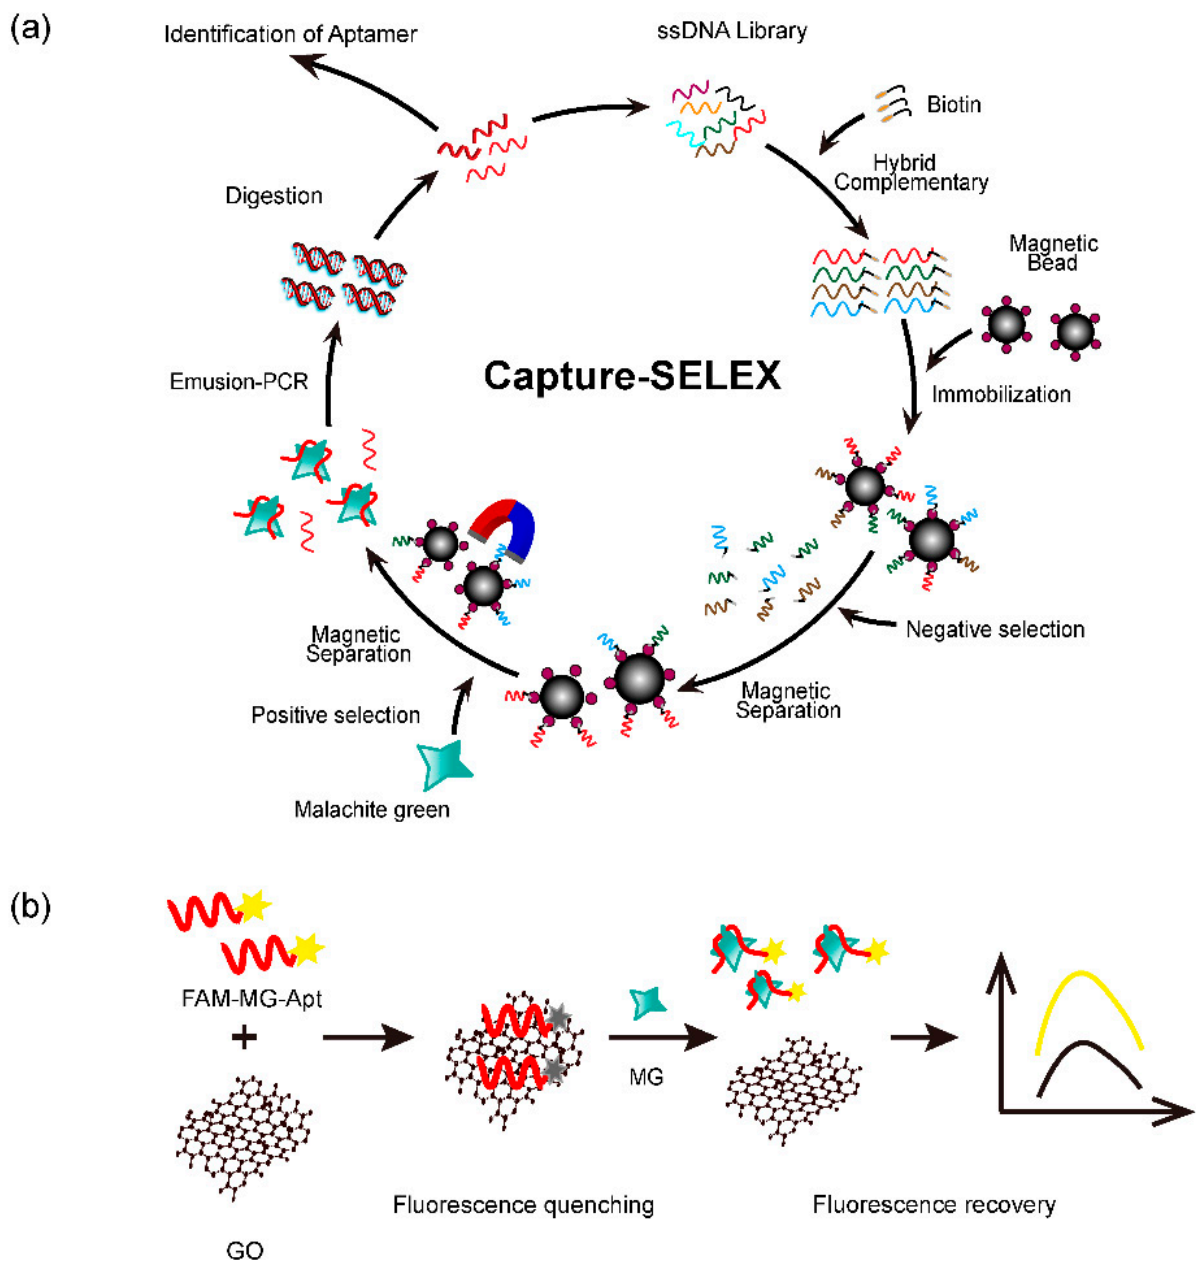 (a)
Identification of Aptamer
ssDNA Library
Biotin
Hybrid
Complementary
Digestion
Magnetic
Bead
Capture-SELEX
Emusion-PCR
Immobilization
Negative selection
Magnetic
Separation
Magnetic
Separation
Positive selection
Malachite green
(b)
FAM-MG-Apt
+
MG
Fluorescence quenching
Fluorescence recovery
GO